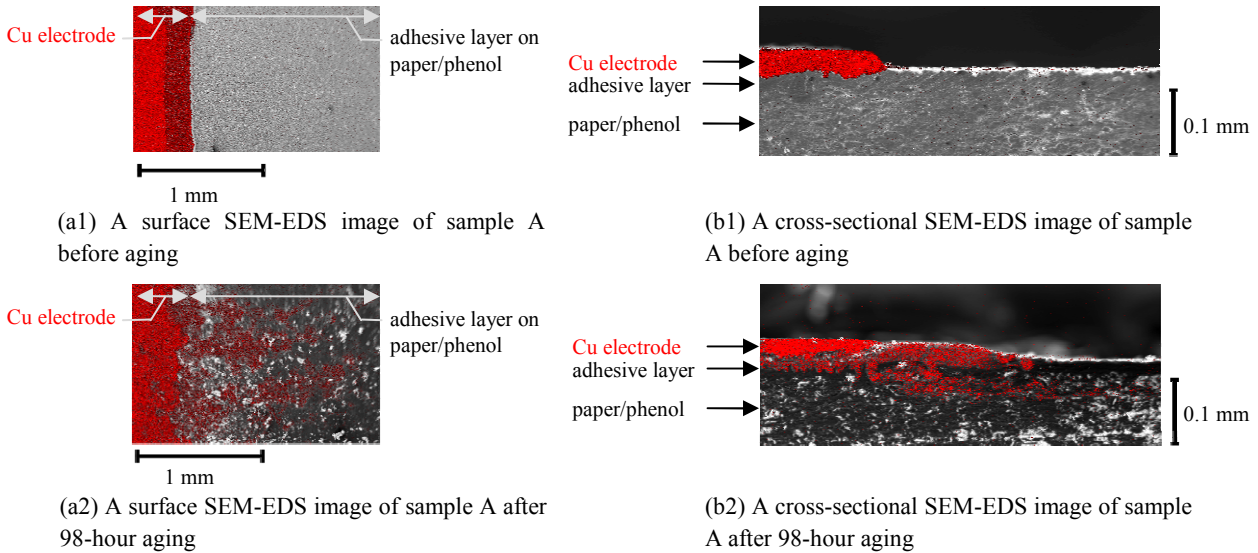 Cu electrode
adhesive layer on
paper/phenol
1 mm
(a1) A surface SEM-EDS image of sample A
before aging
Cu electrode
adhesive layer
paper/phenol
0.1 mm
(b1) A cross-sectional SEM-EDS image of sample
A before aging
Cu electrode
adhesive layer on
paper/phenol
1 mm
(a2) A surface SEM-EDS image of sample A after
98-hour aging
Cu electrode
adhesive layer
paper/phenol
0.1 mm
(b2) A cross-sectional SEM-EDS image of sample
A after 98-hour aging